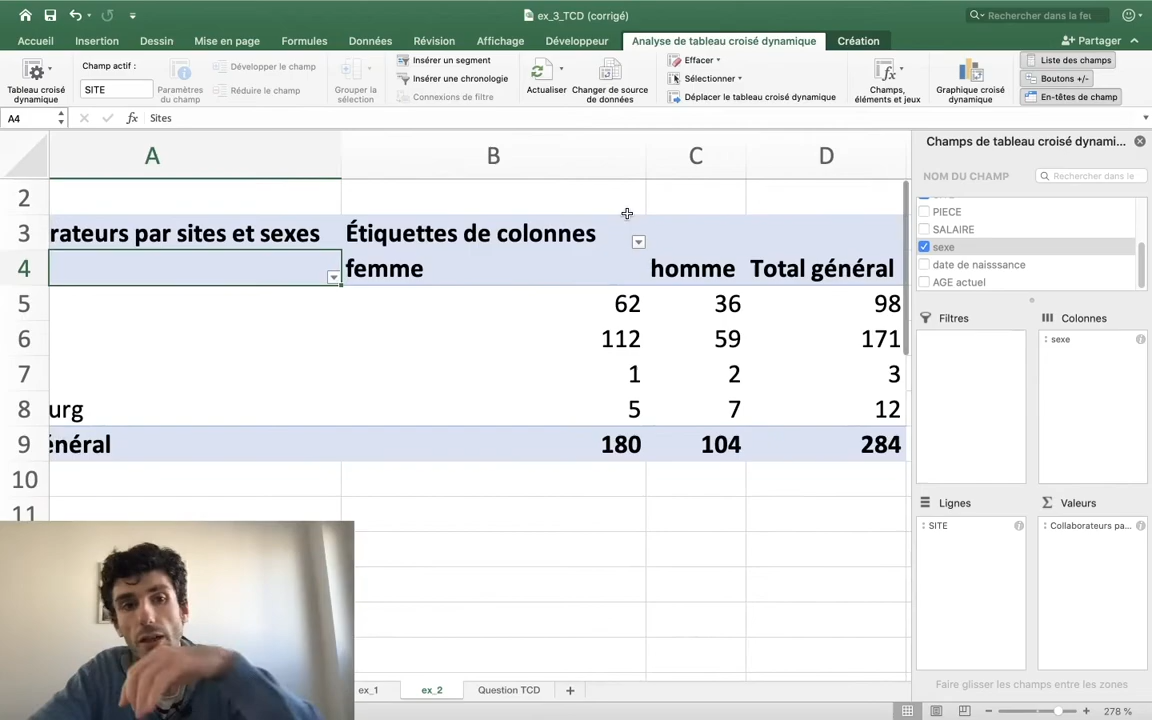 ex_3_TCD (corrigé)
Rechercher dans la feu
Accueil Insertion Dessin Mise en page Formules Données Révision Affichage Développeur Analyse de tableau croisé dynamique Création Partager
Tableau croisé dynamique
Champ actif :
SITE
Paramètres du champ
Développer le champ
Réduire le champ
Grouper la sélection
Insérer un segment
Insérer une chronologie
Connexions de filtre
Actualiser
Changer de source de données
Effacer
Sélectionner
Déplacer le tableau croisé dynamique
Champs, éléments et jeux
Graphique croisé dynamique
Liste des champs
Boutons +/-
En-têtes de champ
A4 fx Sites
A B C D
2
3 rateurs par sites et sexes Étiquettes de colonnes
4 femme homme Total général
5 62 36 98
6 112 59 171
7 1 2 3
8 urg 5 7 12
9 énéral 180 104 284
10
11
Champs de tableau croisé dynami...
NOM DU CHAMP Rechercher dans le
PIECE
SALAIRE
sexe
date de naisssance
AGE actuel
Filtres
Colonnes
sexe
Lignes
SITE
Valeurs
Collaborateurs pa...
Faire glisser les champs entre les zones
ex_1 ex_2 Question TCD
278 %